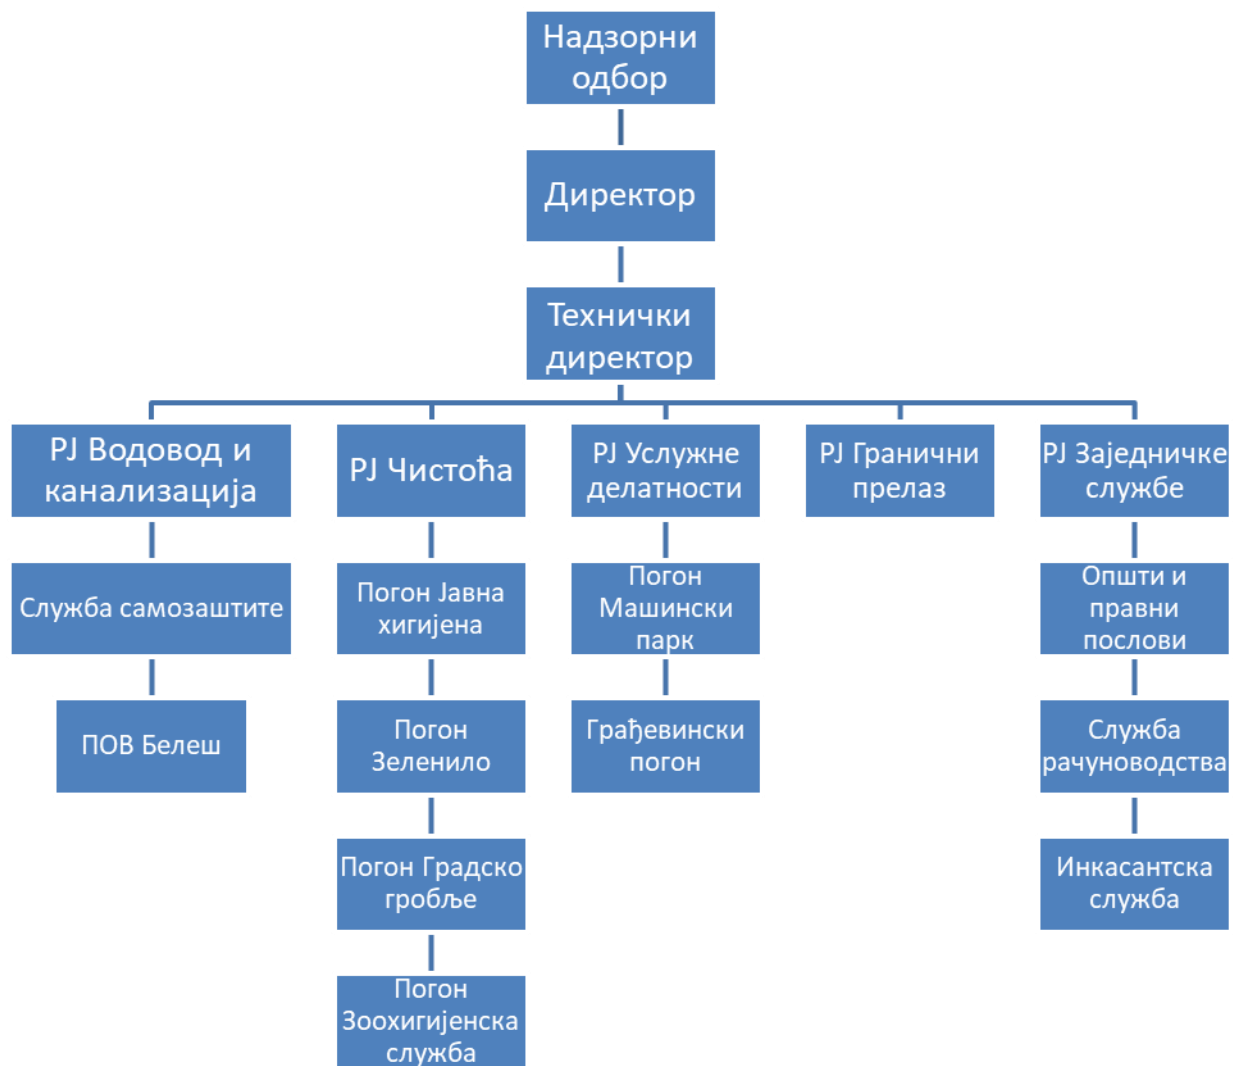 Надзорни
одбор
Директор
Технички
директор
РЈ Водовод и
канализација
РЈ Чистоћа
РЈ Услужне
делатности
РЈ Гранични
прелаз
РЈ Заједничке
службе
Служба самозаштите
Погон Јавна
хигијена
Погон
Машински
парк
Општи и
правни
послови
ПОВ Белеш
Погон
Зеленило
Грађевински
погон
Служба
рачуноводства
Погон Градско
гробље
Инкасантска
служба
Погон
Зоохигијенска
служба